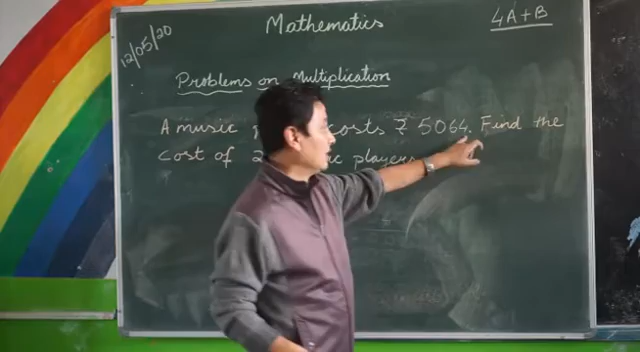 Mathematics
4A+B
12/05/20
Problems on Multiplication
A music costs ₹ 5064. Find the
cost of players